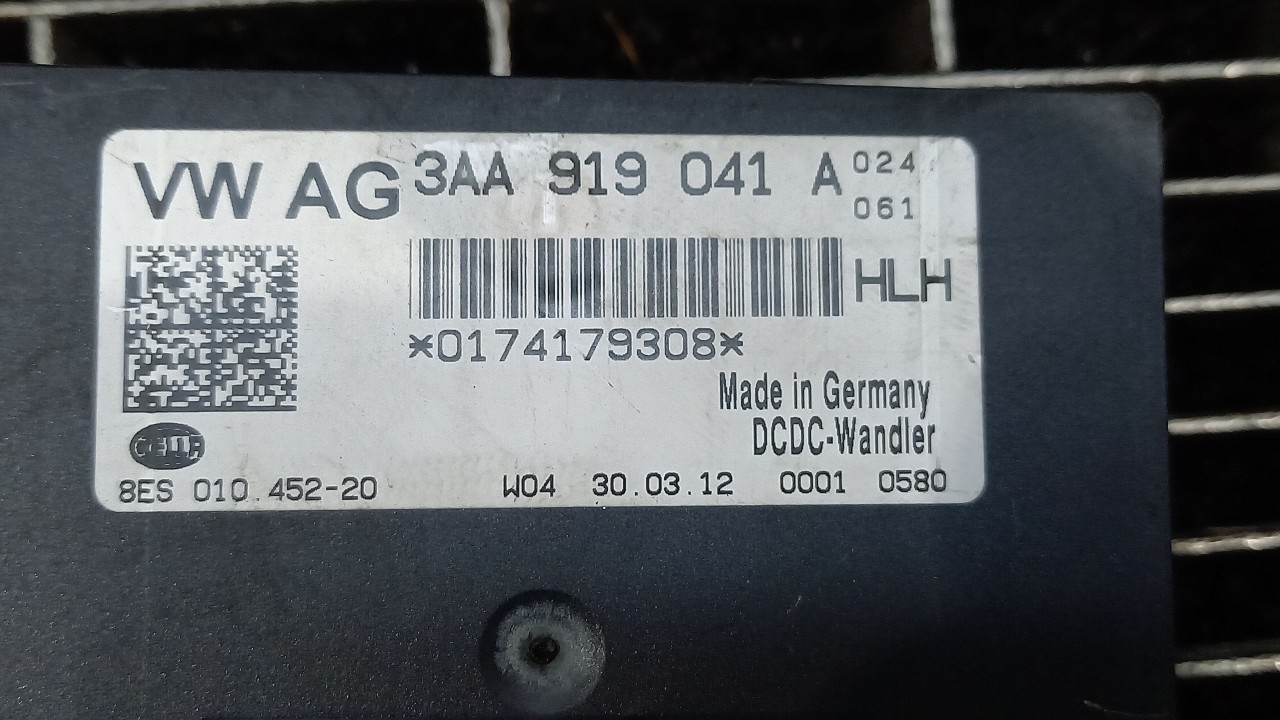 VW AG 3AA 919 041 A 024
061
HLH
*0174179308*
Made in Germany
DCDC-Wandler
HELLA
8ES 010.452-20 W04 30.03.12 0001 0580